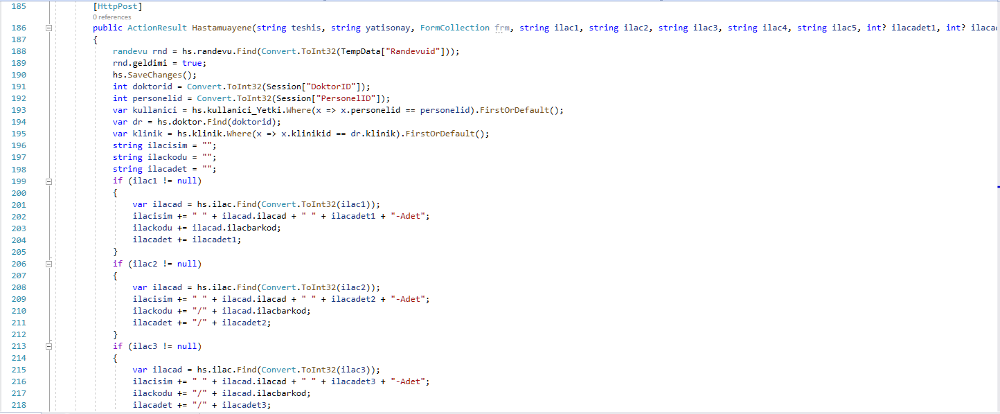 185 [HttpPost]
0 references
186 public ActionResult Hastamuayene(string teshis, string yatisonay, FormCollection frm, string ilac1, string ilac2, string ilac3, string ilac4, string ilac5, int? ilacadet1, int?
187 {
188 randevu rnd = hs.randevu.Find(Convert.ToInt32(TempData["Randevuid"]));
189 rnd.geldimi = true;
190 hs.SaveChanges();
191 int doktorid = Convert.ToInt32(Session["DoktorID"]);
192 int personelid = Convert.ToInt32(Session["PersonelID"]);
193 var kullanici = hs.kullanici_Yetki.Where(x => x.personelid == personelid).FirstOrDefault();
194 var dr = hs.doktor.Find(doktorid);
195 var klinik = hs.klinik.Where(x => x.klinikid == dr.klinik).FirstOrDefault();
196 string ilacisim = "";
197 string ilackodu = "";
198 string ilacadet = "";
199 if (ilac1 != null)
200 {
201 var ilacad = hs.ilac.Find(Convert.ToInt32(ilac1));
202 ilacisim += " " + ilacad.ilacad + " " + ilacadet1 + "-Adet";
203 ilackodu += ilacad.ilacbarkod;
204 ilacadet += ilacadet1;
205 }
206 if (ilac2 != null)
207 {
208 var ilacad = hs.ilac.Find(Convert.ToInt32(ilac2));
209 ilacisim += " " + ilacad.ilacad + " " + ilacadet2 + "-Adet";
210 ilackodu += "/" + ilacad.ilacbarkod;
211 ilacadet += "/" + ilacadet2;
212 }
213 if (ilac3 != null)
214 {
215 var ilacad = hs.ilac.Find(Convert.ToInt32(ilac3));
216 ilacisim += " " + ilacad.ilacad + " " + ilacadet3 + "-Adet";
217 ilackodu += "/" + ilacad.ilacbarkod;
218 ilacadet += "/" + ilacadet3;